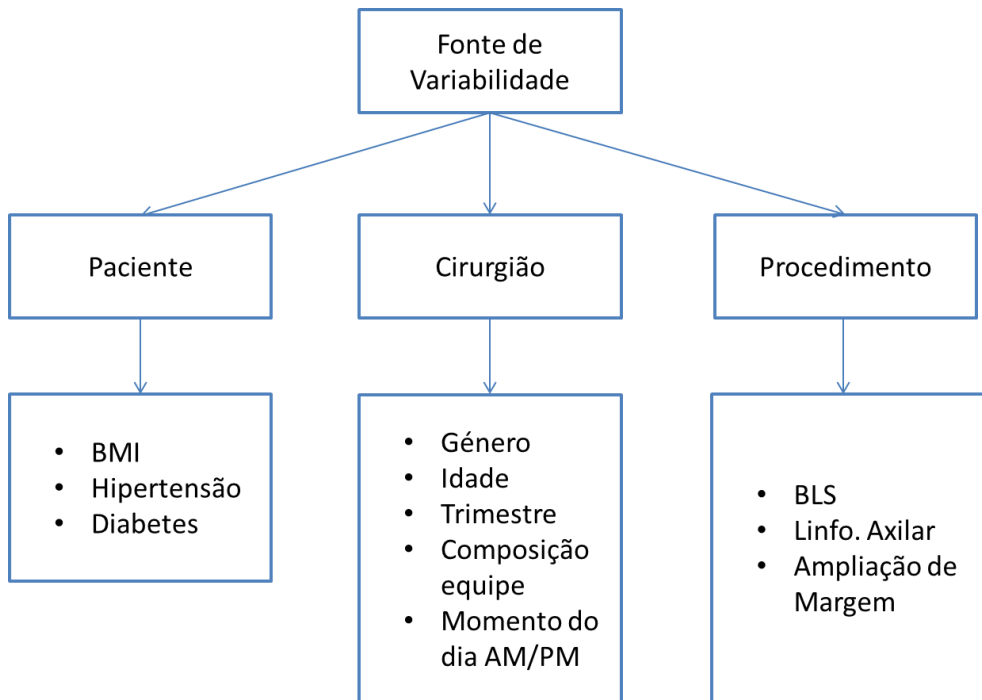 Fonte de
Variabilidade
Paciente
Cirurgião
Procedimento
• BMI
• Hipertensão
• Diabetes
• Género
• Idade
• Trimestre
• Composição
equipe
• Momento do
dia AM/PM
• BLS
• Linfo. Axilar
• Ampliação de
Margem